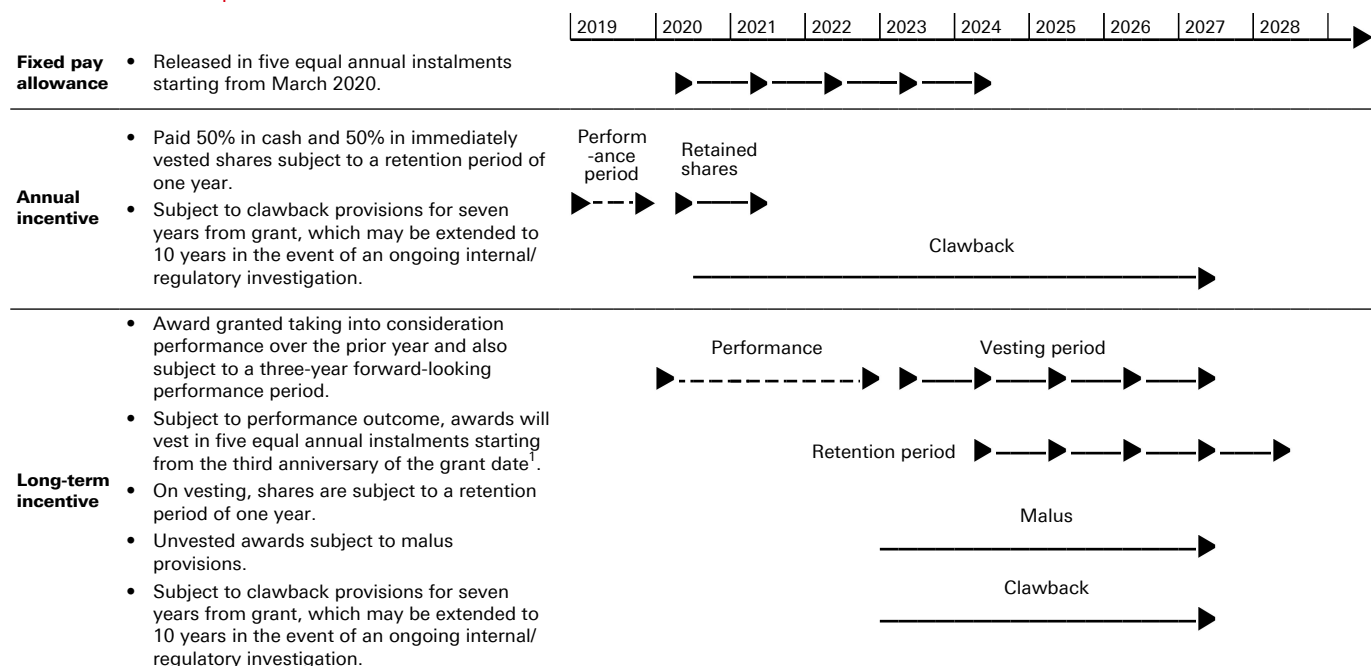 2019 2020 2021 2022 2023 2024 2025 2026 2027 2028
Fixed pay
allowance
• Released in five equal annual instalments
starting from March 2020.
Annual
incentive
• Paid 50% in cash and 50% in immediately
vested shares subject to a retention period of
one year.
• Subject to clawback provisions for seven
years from grant, which may be extended to
10 years in the event of an ongoing internal/
regulatory investigation.
Perform
-ance
period
Retained
shares
Clawback
Long-term
incentive
• Award granted taking into consideration
performance over the prior year and also
subject to a three-year forward-looking
performance period.
• Subject to performance outcome, awards will
vest in five equal annual instalments starting
from the third anniversary of the grant date1.
• On vesting, shares are subject to a retention
period of one year.
• Unvested awards subject to malus
provisions.
• Subject to clawback provisions for seven
years from grant, which may be extended to
10 years in the event of an ongoing internal/
regulatory investigation.
Performance
Vesting period
Retention period
Malus
Clawback